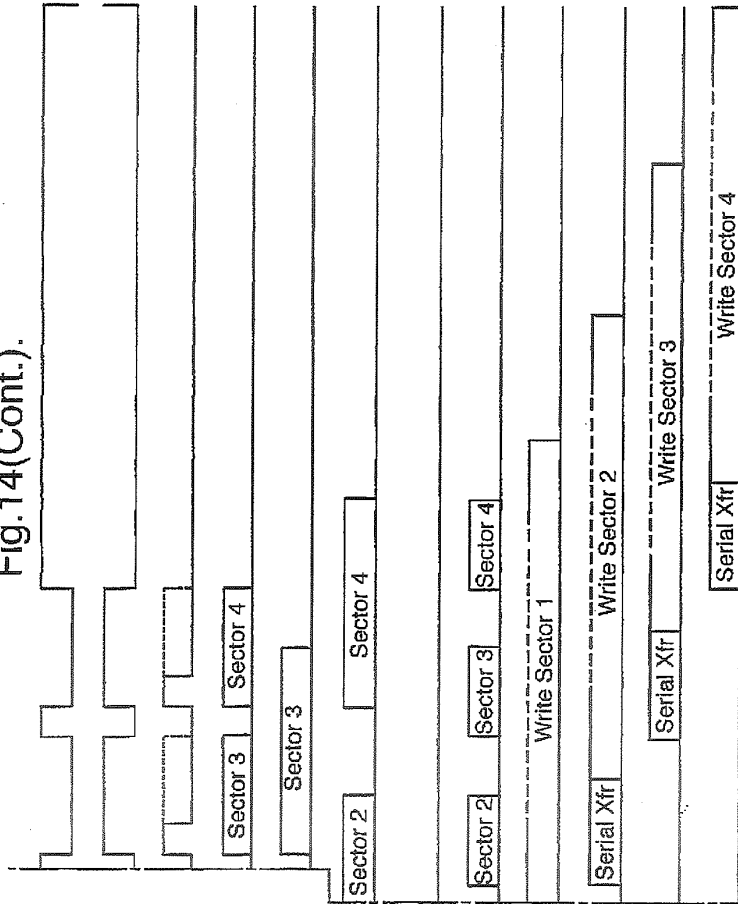 Fig.14(Cont.).
Sector 3
Sector 4
Sector 3
Sector 2
Sector 4
Sector 2
Sector 3
Sector 4
Write Sector 1
Serial Xfr
Write Sector 2
Serial Xfr
Write Sector 3
Serial Xfr
Write Sector 4